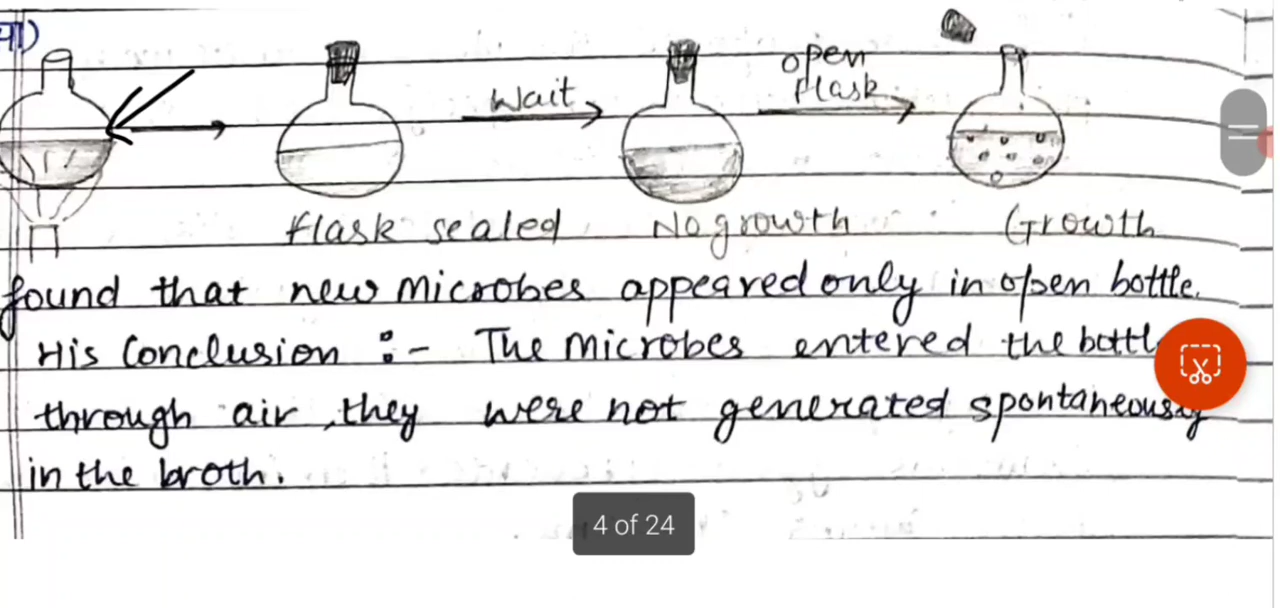 Wait
open
flask
flask sealed
No growth
Growth
found that new microbes appeared only in open bottle.
His Conclusion :- The microbes entered the bottl
through air, they were not generated spontaneously
in the broth.
4 of 24